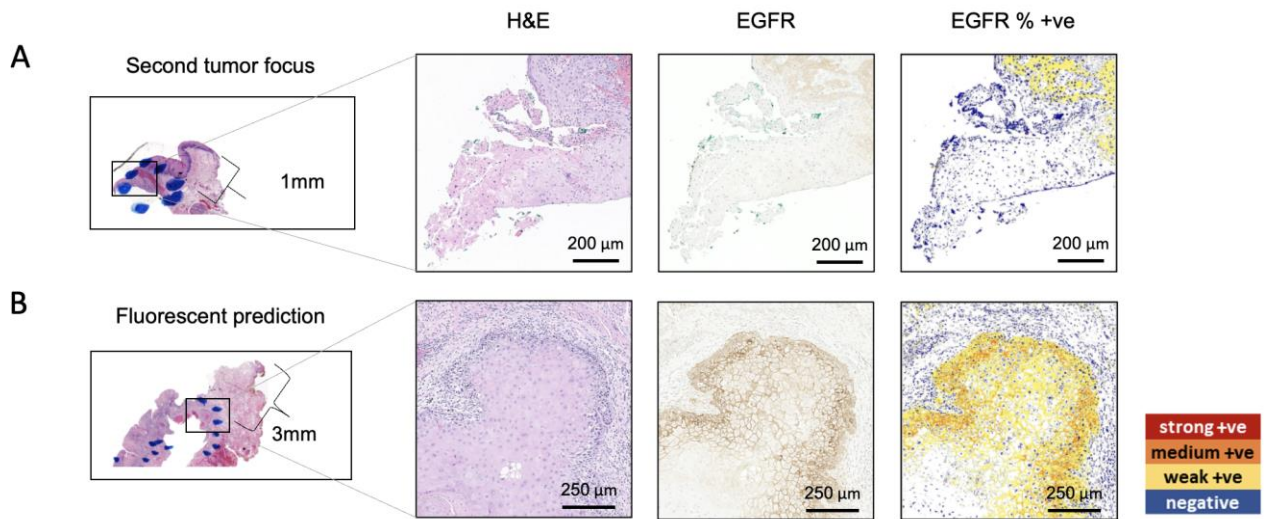 H&E
EGFR
EGFR % +ve
A
Second tumor focus
1mm
200 µm
200 µm
200 µm
B
Fluorescent prediction
3mm
250 µm
250 µm
250 µm
strong +ve
medium +ve
weak +ve
negative